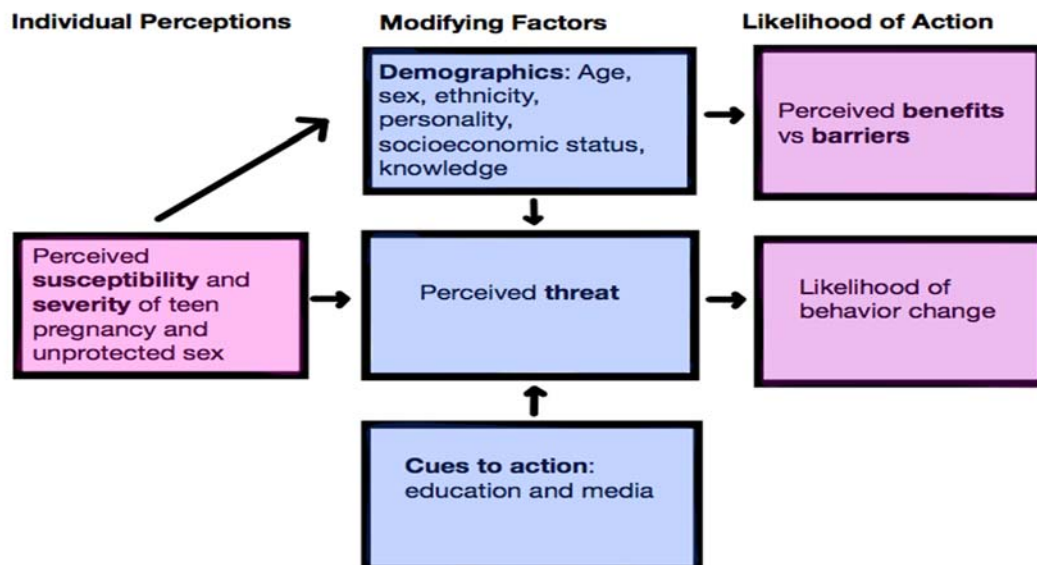 Individual Perceptions
Modifying Factors
Likelihood of Action
Demographics: Age,
sex, ethnicity,
personality,
socioeconomic status,
knowledge
Perceived benefits
vs barriers
Perceived
susceptibility and
severity of teen
pregnancy and
unprotected sex
Perceived threat
Likelihood of
behavior change
Cues to action:
education and media